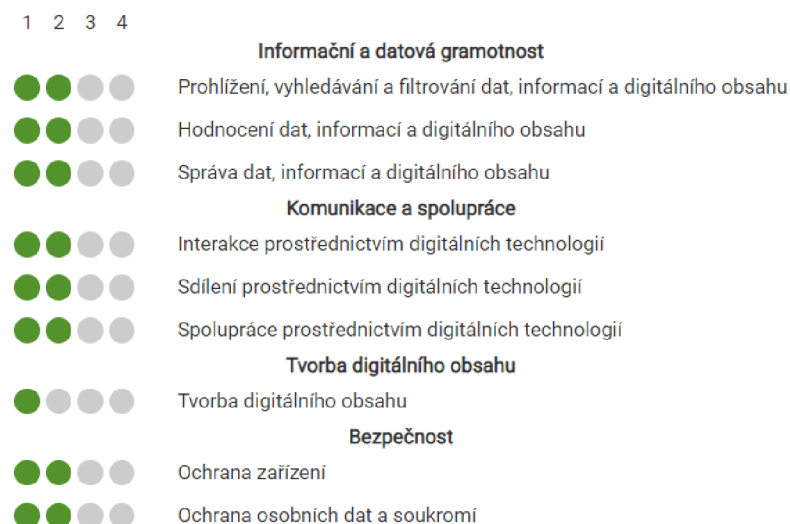 1 2 3 4
Informační a datová gramotnost
Prohlížení, vyhledávání a filtrování dat, informací a digitálního obsahu
Hodnocení dat, informací a digitálního obsahu
Správa dat, informací a digitálního obsahu
Komunikace a spolupráce
Interakce prostřednictvím digitálních technologií
Sdílení prostřednictvím digitálních technologií
Spolupráce prostřednictvím digitálních technologií
Tvorba digitálního obsahu
Tvorba digitálního obsahu
Bezpečnost
Ochrana zařízení
Ochrana osobních dat a soukromí